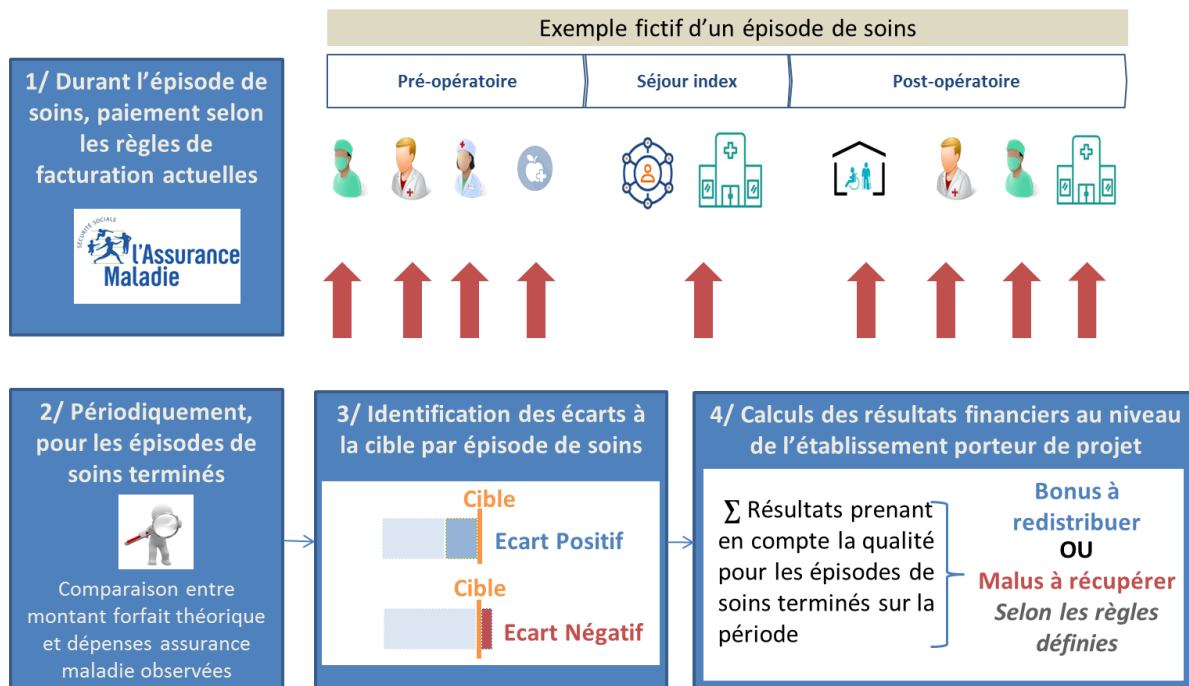 Exemple fictif d'un épisode de soins
1/ Durant l'épisode de
soins, paiement selon
les règles de
facturation actuelles
SÉCURITÉ SOCIALE
l'Assurance
Maladie
Pré-opératoire
Séjour index
Post-opératoire
2/ Périodiquement,
pour les épisodes de
soins terminés
Comparaison entre
montant forfait théorique
et dépenses assurance
maladie observées
3/ Identification des écarts à
la cible par épisode de soins
Cible
Ecart Positif
Cible
Ecart Négatif
4/ Calculs des résultats financiers au niveau
de l'établissement porteur de projet
∑ Résultats prenant
en compte la qualité
pour les épisodes de
soins terminés sur la
période
Bonus à
redistribuer
OU
Malus à récupérer
Selon les règles
définies